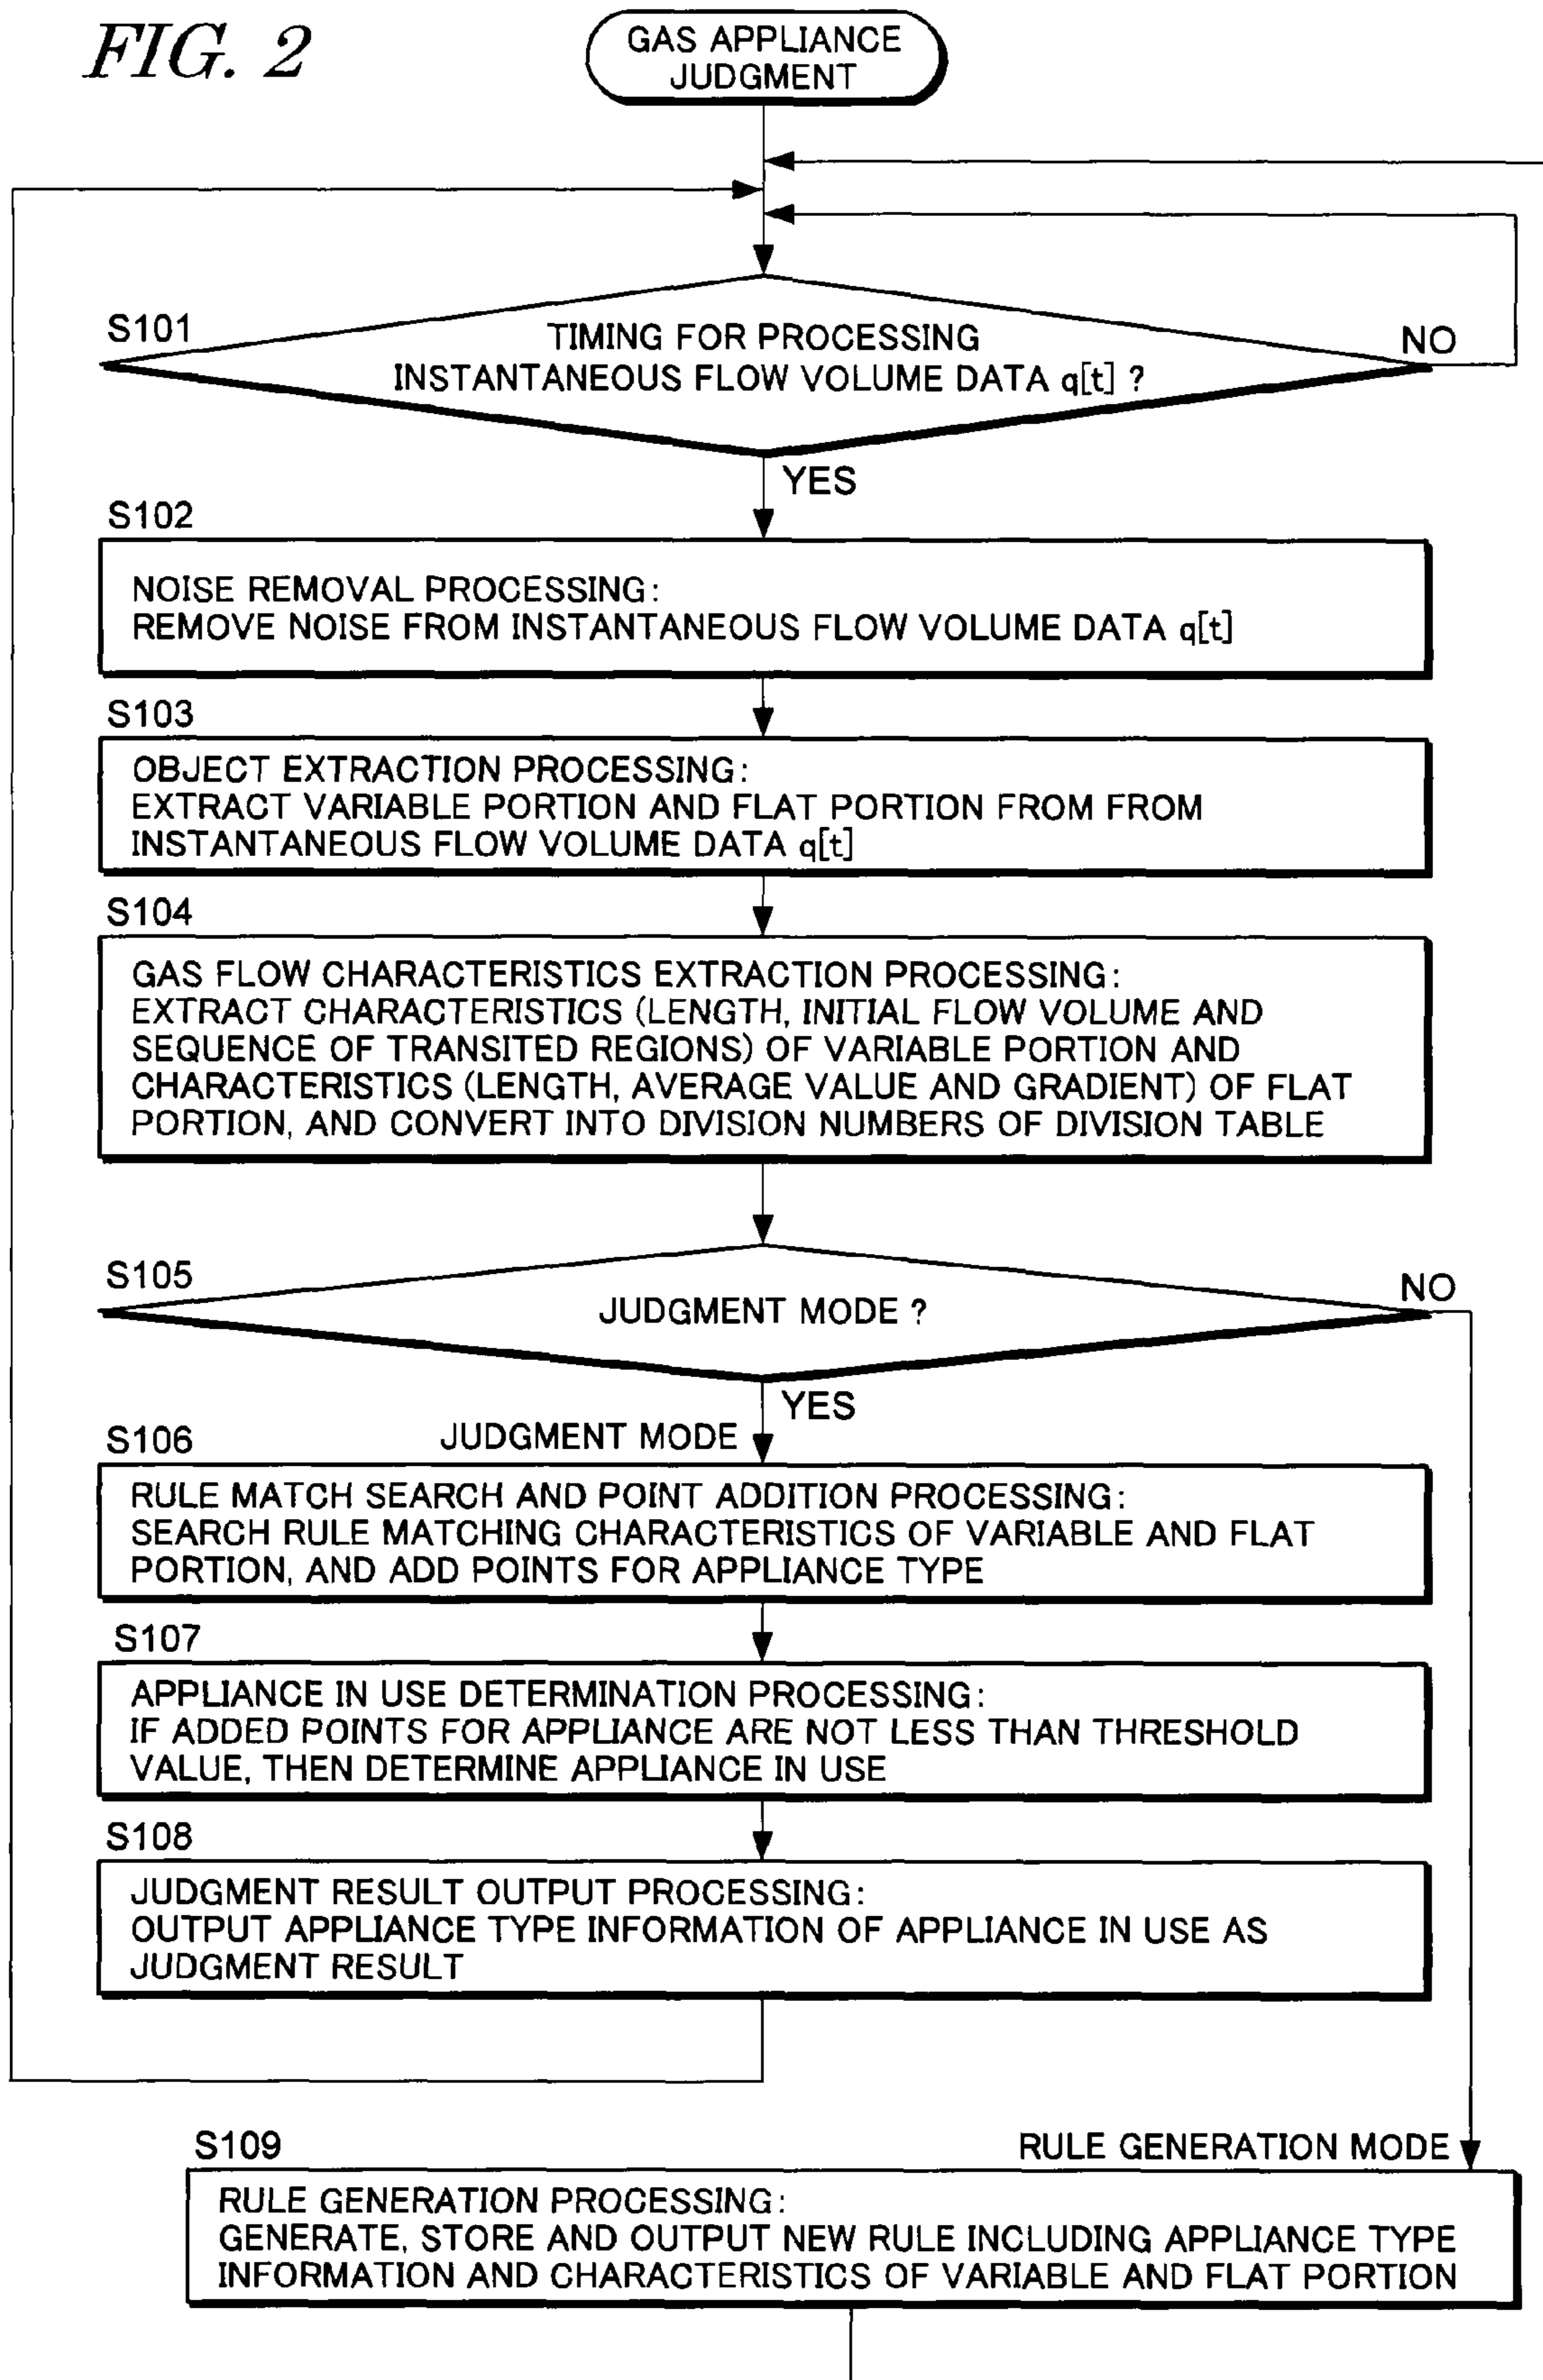 FIG. 2
GAS APPLIANCE
JUDGMENT
S101
TIMING FOR PROCESSING
INSTANTANEOUS FLOW VOLUME DATA q[t] ?
NO
YES
S102
NOISE REMOVAL PROCESSING:
REMOVE NOISE FROM INSTANTANEOUS FLOW VOLUME DATA q[t]
S103
OBJECT EXTRACTION PROCESSING:
EXTRACT VARIABLE PORTION AND FLAT PORTION FROM FROM
INSTANTANEOUS FLOW VOLUME DATA q[t]
S104
GAS FLOW CHARACTERISTICS EXTRACTION PROCESSING:
EXTRACT CHARACTERISTICS (LENGTH, INITIAL FLOW VOLUME AND
SEQUENCE OF TRANSITED REGIONS) OF VARIABLE PORTION AND
CHARACTERISTICS (LENGTH, AVERAGE VALUE AND GRADIENT) OF FLAT
PORTION, AND CONVERT INTO DIVISION NUMBERS OF DIVISION TABLE
S105
JUDGMENT MODE ?
NO
YES
JUDGMENT MODE
S106
RULE MATCH SEARCH AND POINT ADDITION PROCESSING:
SEARCH RULE MATCHING CHARACTERISTICS OF VARIABLE AND FLAT
PORTION, AND ADD POINTS FOR APPLIANCE TYPE
S107
APPLIANCE IN USE DETERMINATION PROCESSING:
IF ADDED POINTS FOR APPLIANCE ARE NOT LESS THAN THRESHOLD
VALUE, THEN DETERMINE APPLIANCE IN USE
S108
JUDGMENT RESULT OUTPUT PROCESSING:
OUTPUT APPLIANCE TYPE INFORMATION OF APPLIANCE IN USE AS
JUDGMENT RESULT
S109
RULE GENERATION MODE
RULE GENERATION PROCESSING:
GENERATE, STORE AND OUTPUT NEW RULE INCLUDING APPLIANCE TYPE
INFORMATION AND CHARACTERISTICS OF VARIABLE AND FLAT PORTION